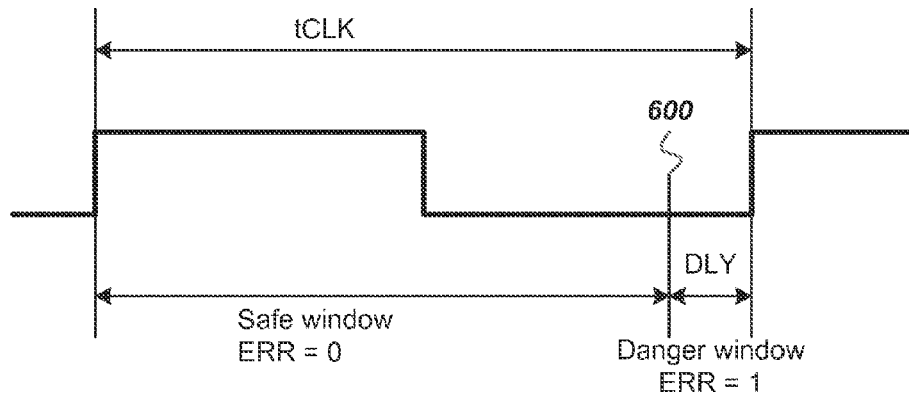 tCLK
600
DLY
Safe window
ERR = 0
Danger window
ERR = 1